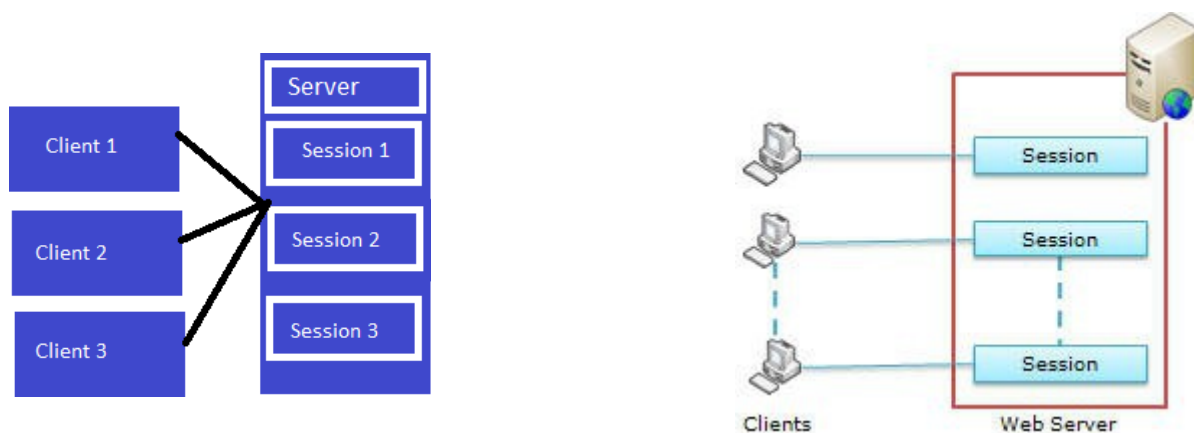 Server
Client 1
Session 1
Client 2
Session 2
Client 3
Session 3
Session
Session
Session
Clients
Web Server